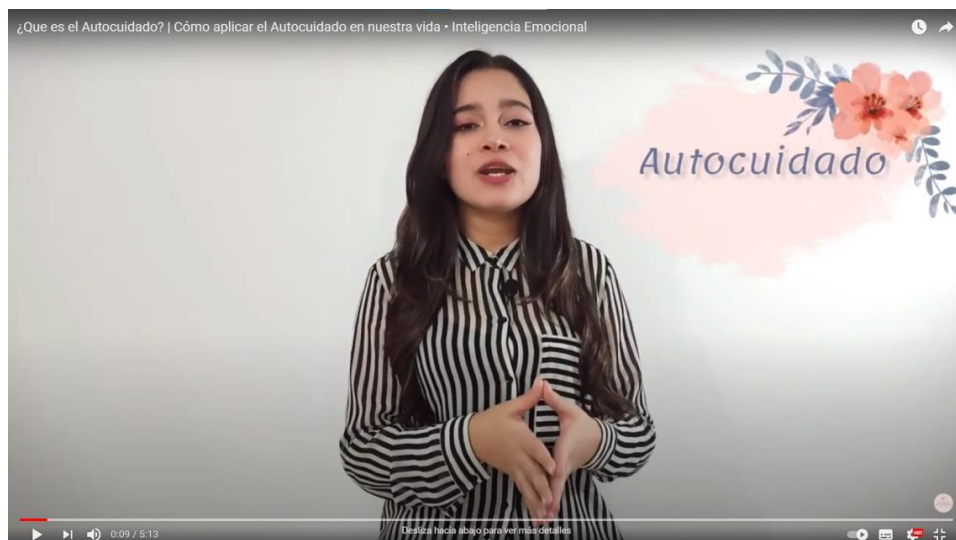 ¿Que es el Autocuidado? | Cómo aplicar el Autocuidado en nuestra vida • Inteligencia Emocional
Autocuidado
Desliza hacia abajo para ver más detalles
0:09 / 5:13
HD